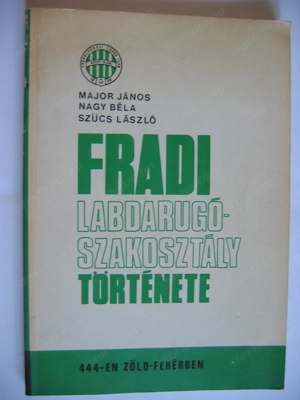 MAJOR JÁNOS
NAGY BÉLA
SZÜCS LÁSZLÓ
FRADI
LABDARUGÓ-
SZAKOSZTÁLY
TÖRTÉNETE
444-EN ZÖLD-FEHÉRBEN